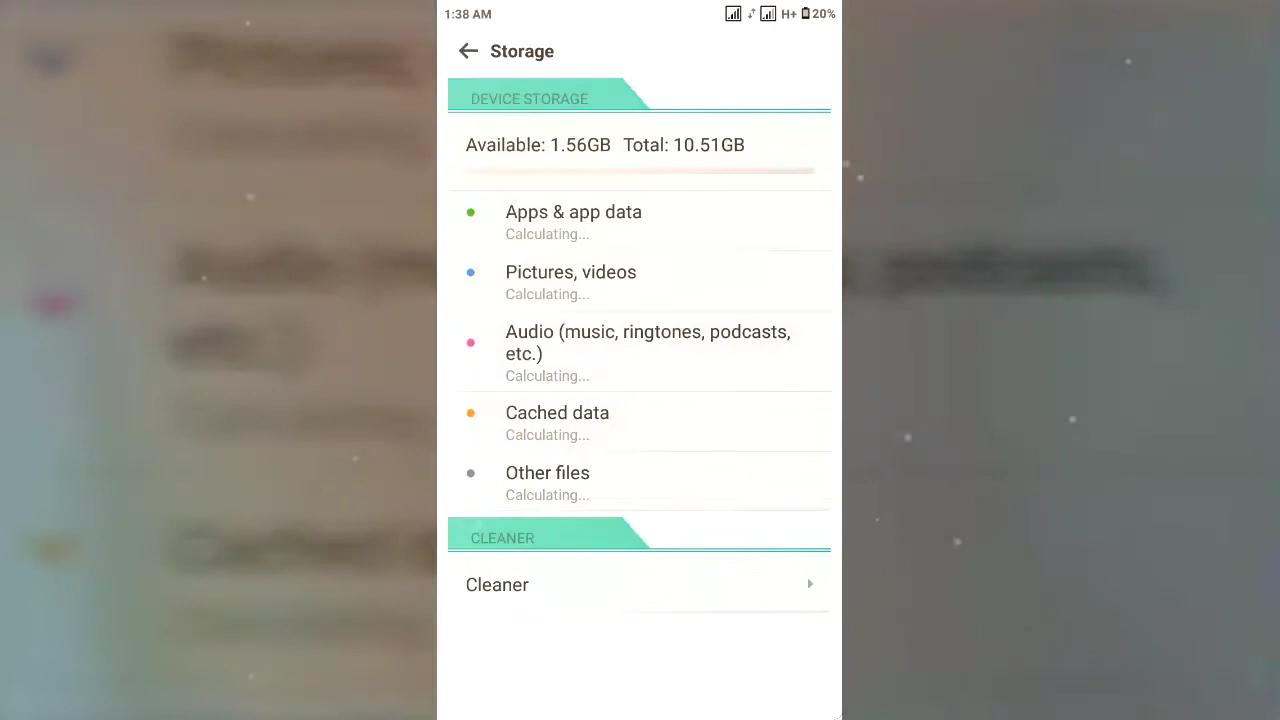 1:38 AM H+ 20%
Storage
DEVICE STORAGE
Available: 1.56GB Total: 10.51GB
Apps & app data
Calculating...
Pictures, videos
Calculating...
Audio (music, ringtones, podcasts,
etc.)
Calculating...
Cached data
Calculating...
Other files
Calculating...
CLEANER
Cleaner